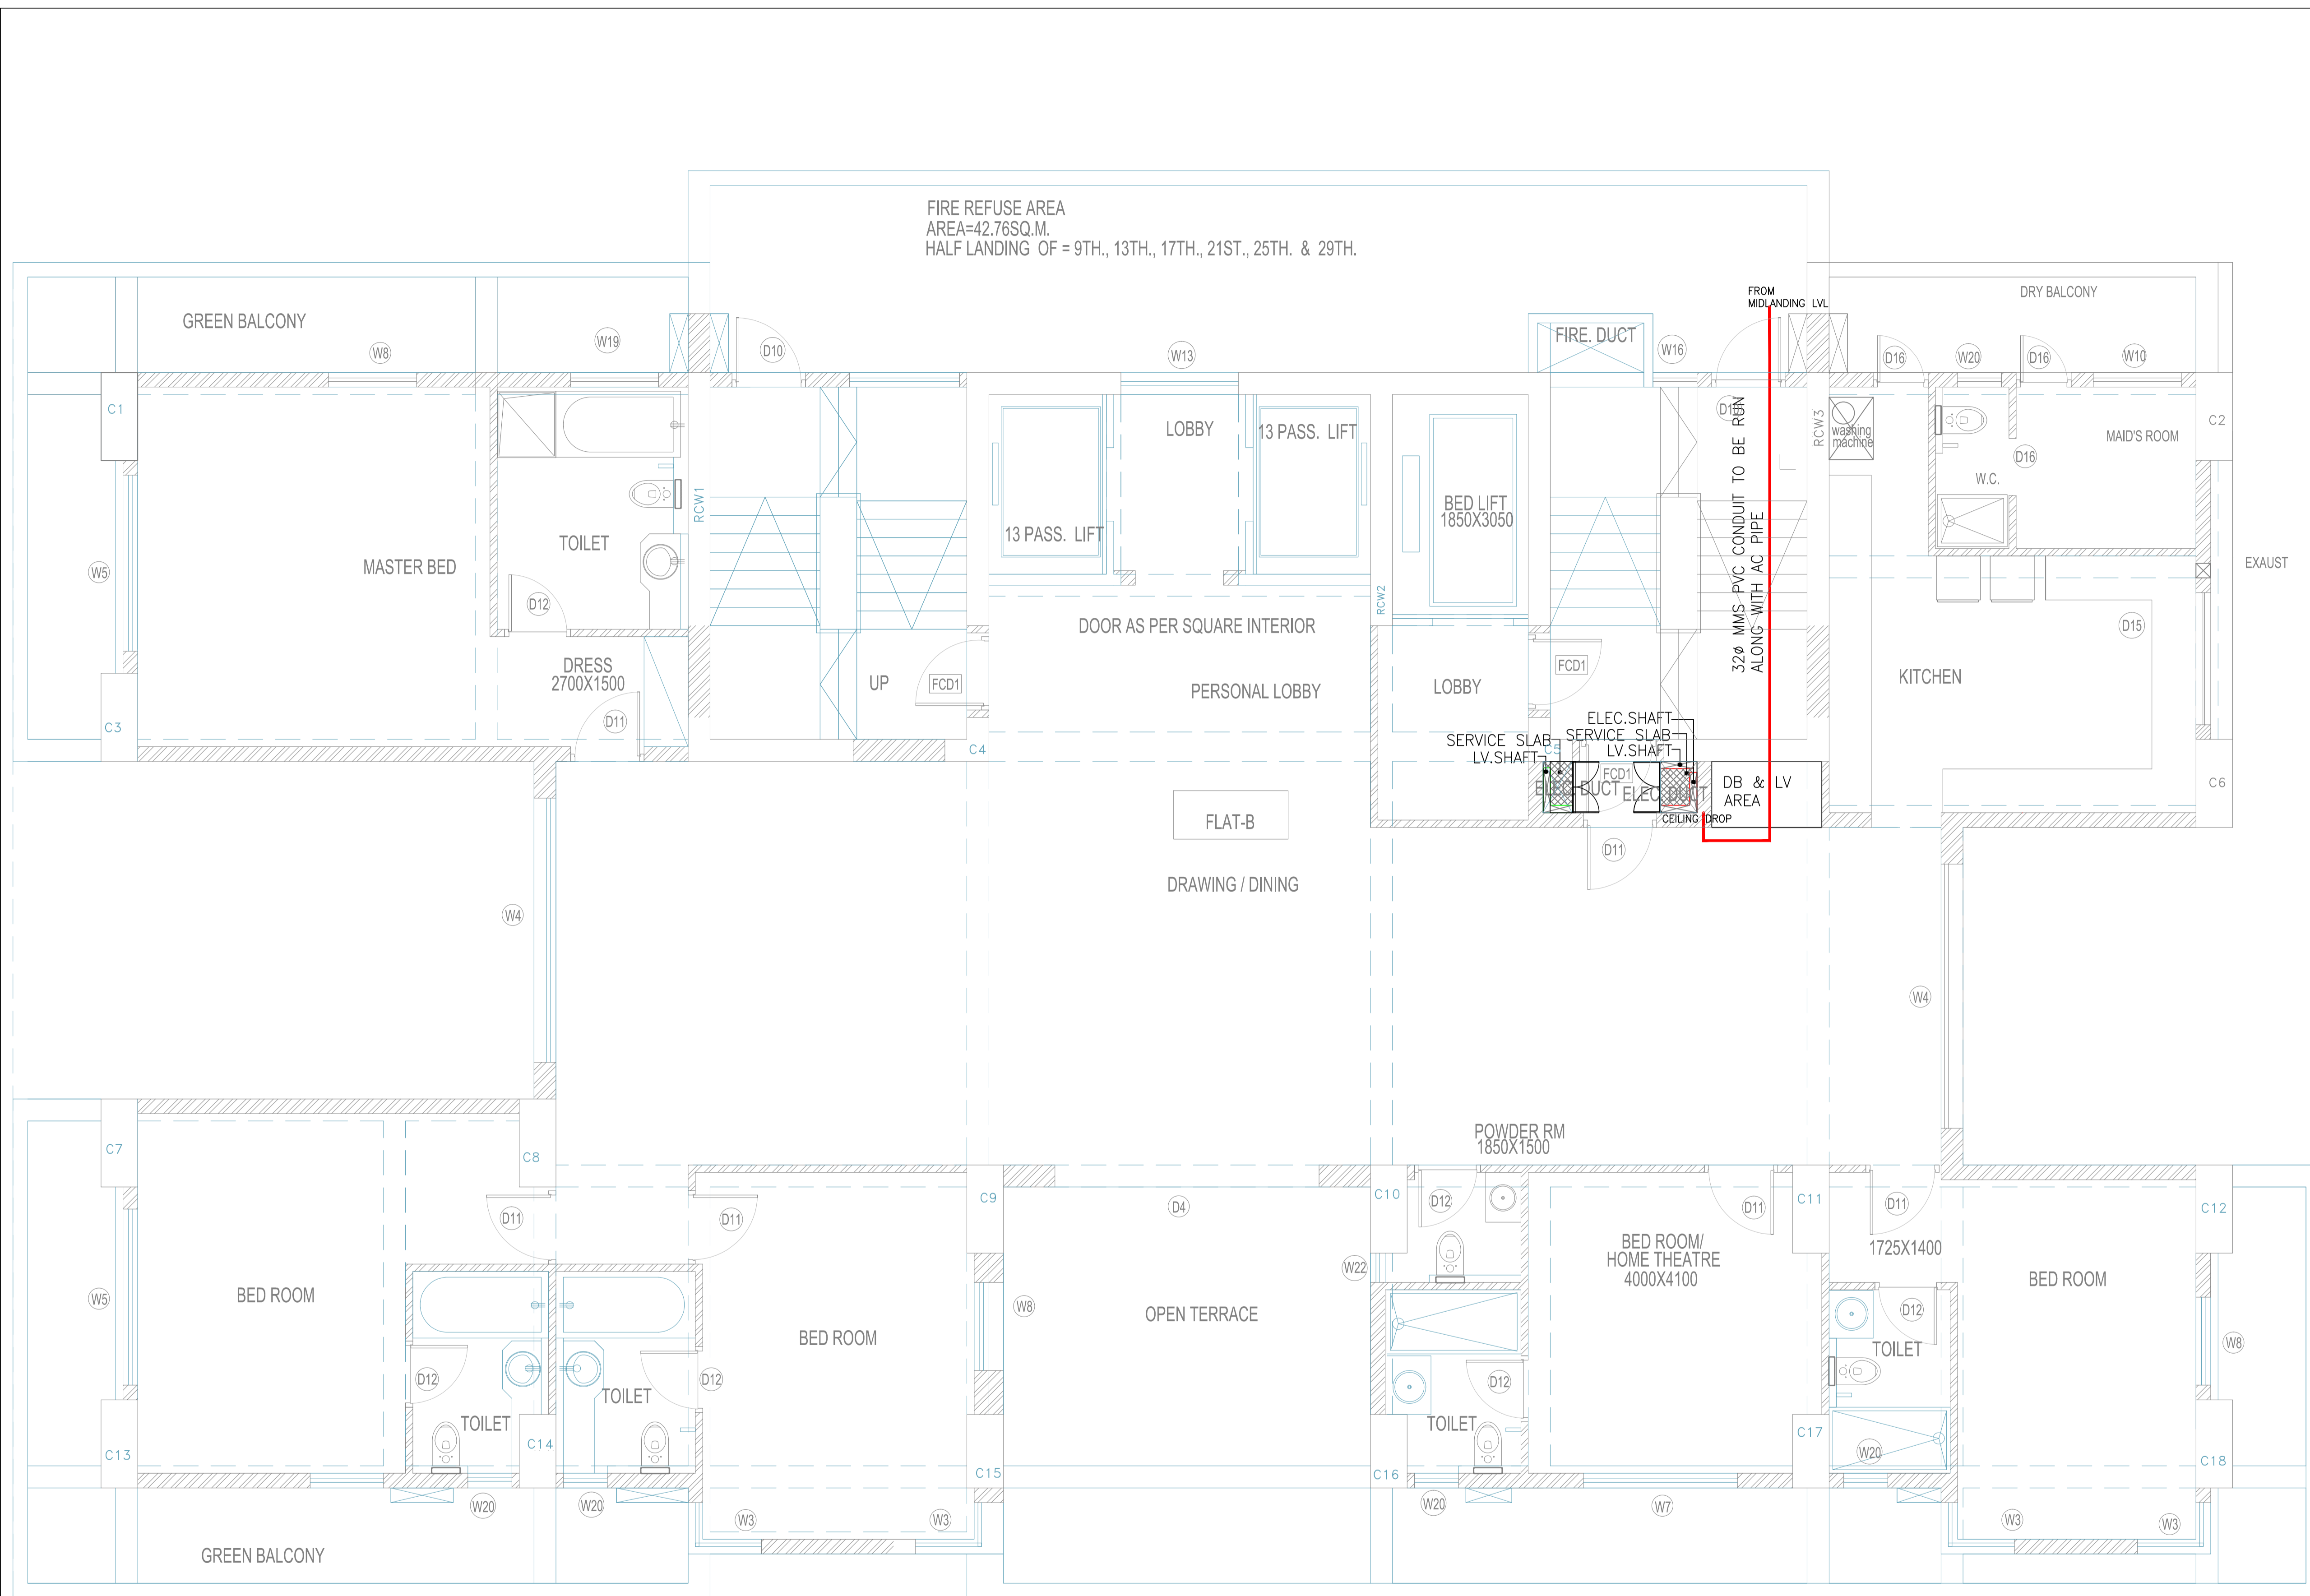 FIRE REFUSE AREA
AREA=42.76SQ.M.
HALF LANDING OF = 9TH., 13TH., 17TH., 21ST., 25TH. & 29TH.
FROM
MIDLANDING LVL
DRY BALCONY
GREEN BALCONY
W8
W19
D10
W13
FIRE. DUCT
W16
D16
W20
D16
W10
C1
LOBBY
13 PASS. LIFT
RCW3
washing
machine
MAID'S ROOM
C2
D16
W.C.
RCW1
BED LIFT
1850X3050
13 PASS. LIFT
TOILET
MASTER BED
W5
D12
32ø MMS PVC CONDUIT TO BE RUN
ALONG WITH AC PIPE
EXAUST
RCW2
DOOR AS PER SQUARE INTERIOR
D15
DRESS
2700X1500
UP
FCD1
PERSONAL LOBBY
LOBBY
FCD1
KITCHEN
D11
C3
C4
ELEC.SHAFT
SERVICE SLAB
LV.SHAFT
SERVICE SLAB
LV.SHAFT
FCD1
ELEC DUCT
ELEC DUCT
DB & LV
AREA
C6
CEILING DROP
FLAT-B
D11
DRAWING / DINING
W4
W4
POWDER RM
1850X1500
C7
C8
C9
C10
C11
C12
D11
D11
D4
D12
D11
D11
BED ROOM/
HOME THEATRE
4000X4100
1725X1400
W22
W5
BED ROOM
W8
OPEN TERRACE
BED ROOM
D12
BED ROOM
TOILET
W8
D12
D12
D12
TOILET
TOILET
TOILET
C13
C14
C15
C16
C17
W20
C18
W20
W20
W3
W3
W20
W7
W3
W3
GREEN BALCONY